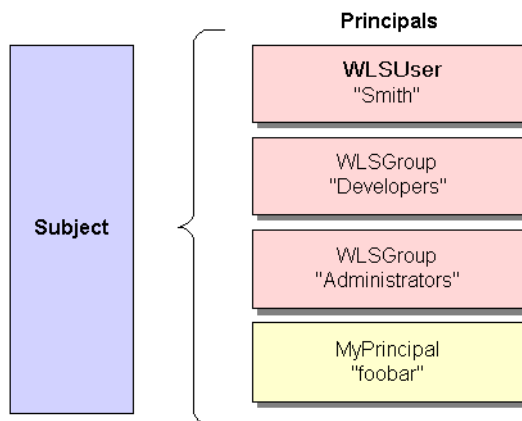 Principals
WLSUser
"Smith"
WLSGroup
"Developers"
Subject
WLSGroup
"Administrators"
MyPrincipal
"foobar"